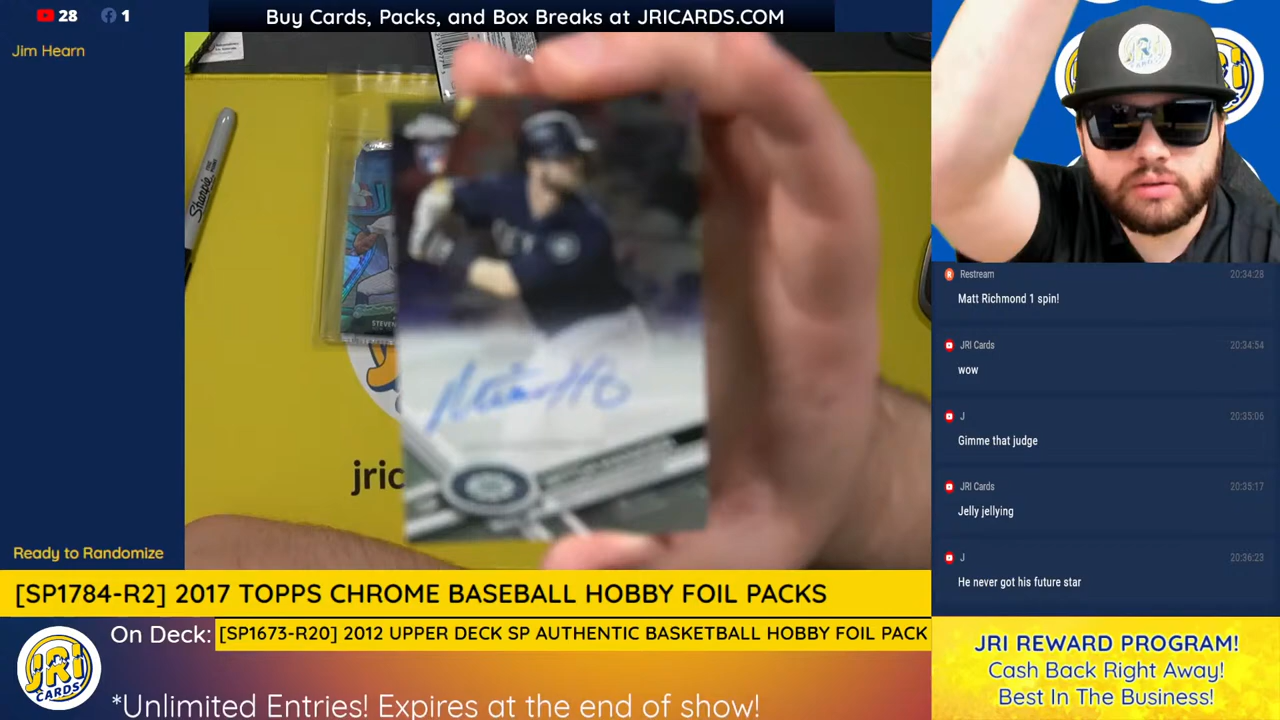 28
1
Buy Cards, Packs, and Box Breaks at JRICARDS.COM
Jim Hearn
Sharpie
STEVEN
jric
JRI
CARDS
Restream 20:34:28
Matt Richmond 1 spin!
JRI Cards 20:34:54
wow
J 20:35:06
Gimme that judge
JRI Cards 20:35:17
Jelly jellying
J 20:36:23
He never got his future star
Ready to Randomize
[SP1784-R2] 2017 TOPPS CHROME BASEBALL HOBBY FOIL PACKS
On Deck: [SP1673-R20] 2012 UPPER DECK SP AUTHENTIC BASKETBALL HOBBY FOIL PACK
*Unlimited Entries! Expires at the end of show!
JRI
CARDS
JRI REWARD PROGRAM!
Cash Back Right Away!
Best In The Business!